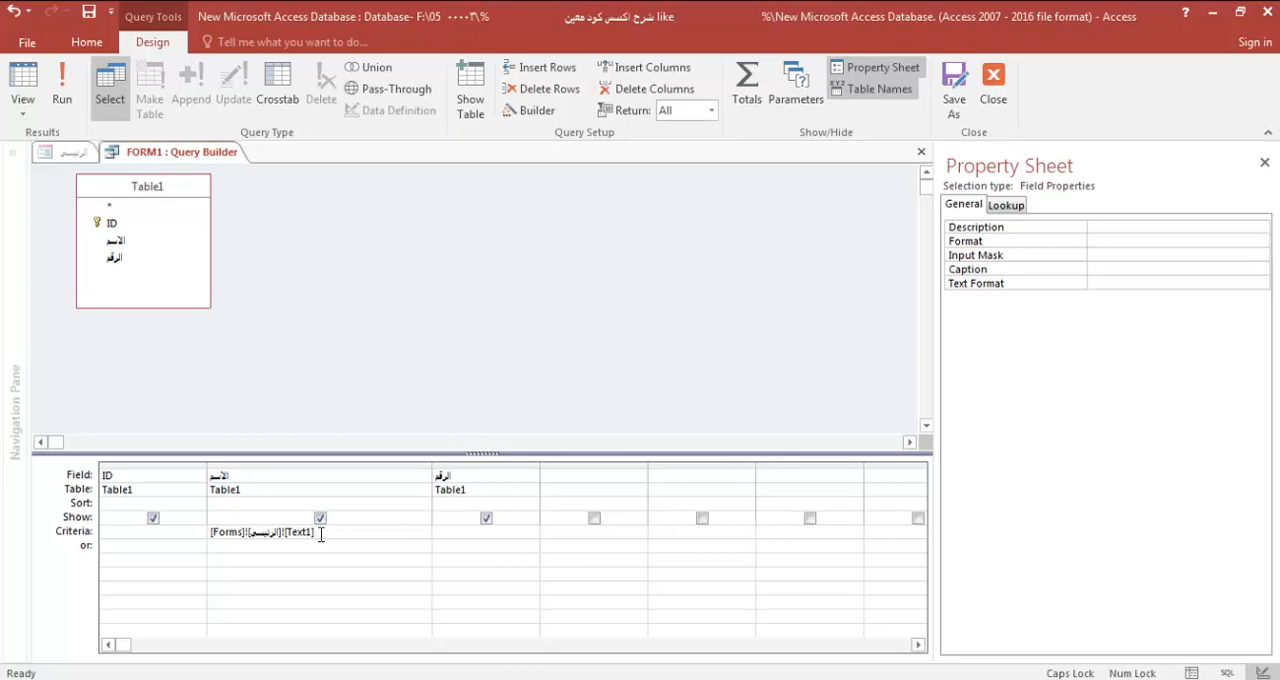 Query Tools
New Microsoft Access Database : Database- F:\05
شرح اكسس كود معين like
%\New Microsoft Access Database. (Access 2007 - 2016 file format) - Access
?
File
Home
Design
Tell me what you want to do...
Sign in
View
Run
Select
Make Table
Append
Update
Crosstab
Delete
Union
Pass-Through
Data Definition
Show Table
Insert Rows
Delete Rows
Builder
Insert Columns
Delete Columns
Return: All
Totals
Parameters
Property Sheet
Table Names
Save As
Close
Results
Query Type
Query Setup
Show/Hide
Close
الرئيسي
FORM1 : Query Builder
Table1
*
ID
الاسم
الرقم
Navigation Pane
Property Sheet
Selection type: Field Properties
General
Lookup
Description
Format
Input Mask
Caption
Text Format
Field: ID الاسم الرقم
Table: Table1 Table1 Table1
Sort:
Show:
Criteria: [Forms]![الرئيسي]![Text1]
or:
Ready
Caps Lock
Num Lock
SQL